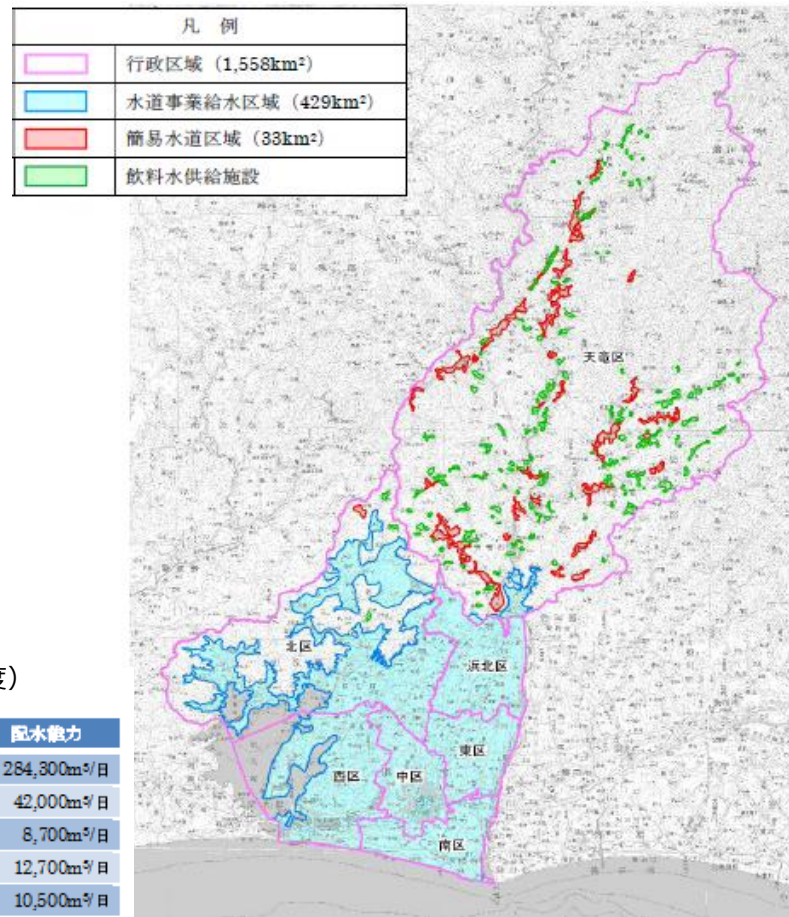 凡 例
行政区域（1,558km²）
水道事業給水区域（429km²）
簡易水道区域（33km²）
飲料水供給施設
天竜区
北区
浜北区
東区
西区
中区
南区
度）
配水能力
284,300m³/日
42,000m³/日
8,700m³/日
12,700m³/日
10,500m³/日